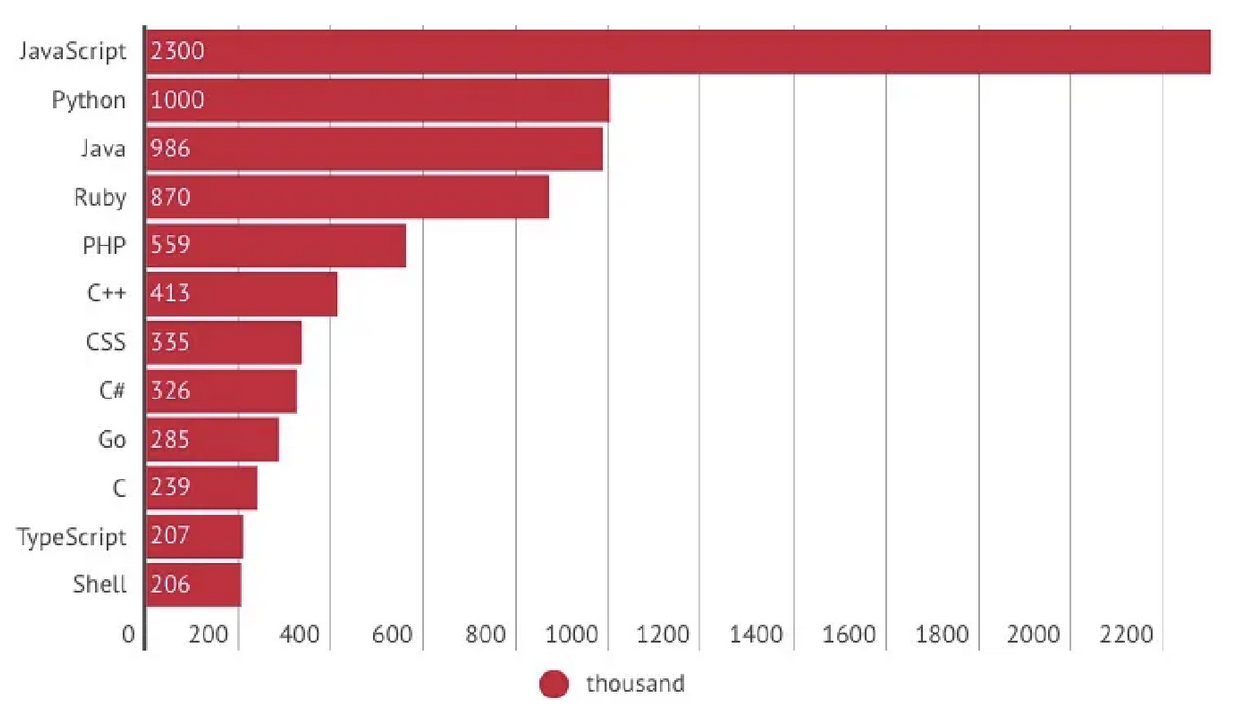 JavaScript 2300
Python 1000
Java 986
Ruby 870
PHP 559
C++ 413
CSS 335
C# 326
Go 285
C 239
TypeScript 207
Shell 206
0 200 400 600 800 1000 1200 1400 1600 1800 2000 2200
thousand